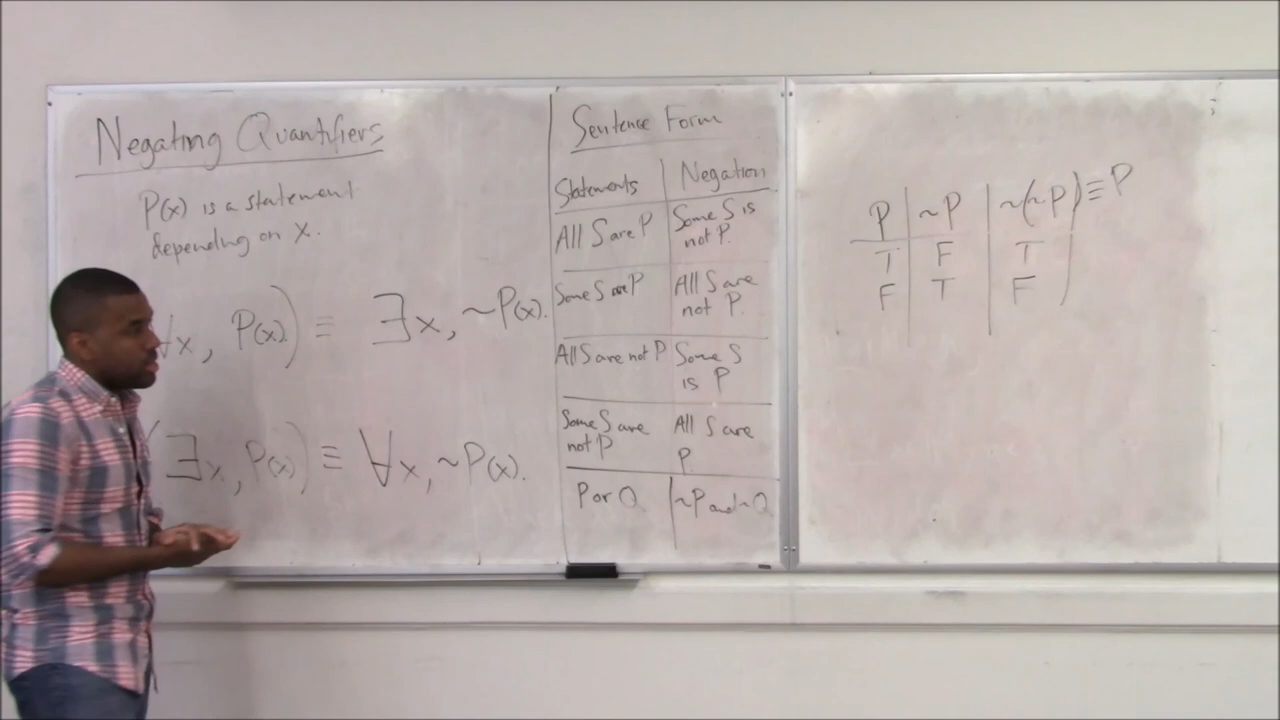 Negating Quantifiers
P(x) is a statement
depending on x.
∀x, P(x)) ≡ ∃x, ~P(x).
(∃x, P(x)) ≡ ∀x, ~P(x).
Sentence Form
Statements | Negation
All S are P | Some S is
not P.
Some S are P | All S are
not P.
All S are not P | Some S
is P
Some S are | All S are
not P | P.
P or Q | ~P and ~Q
P | ~P | ~(~P) ≡ P
T | F | T
F | T | F